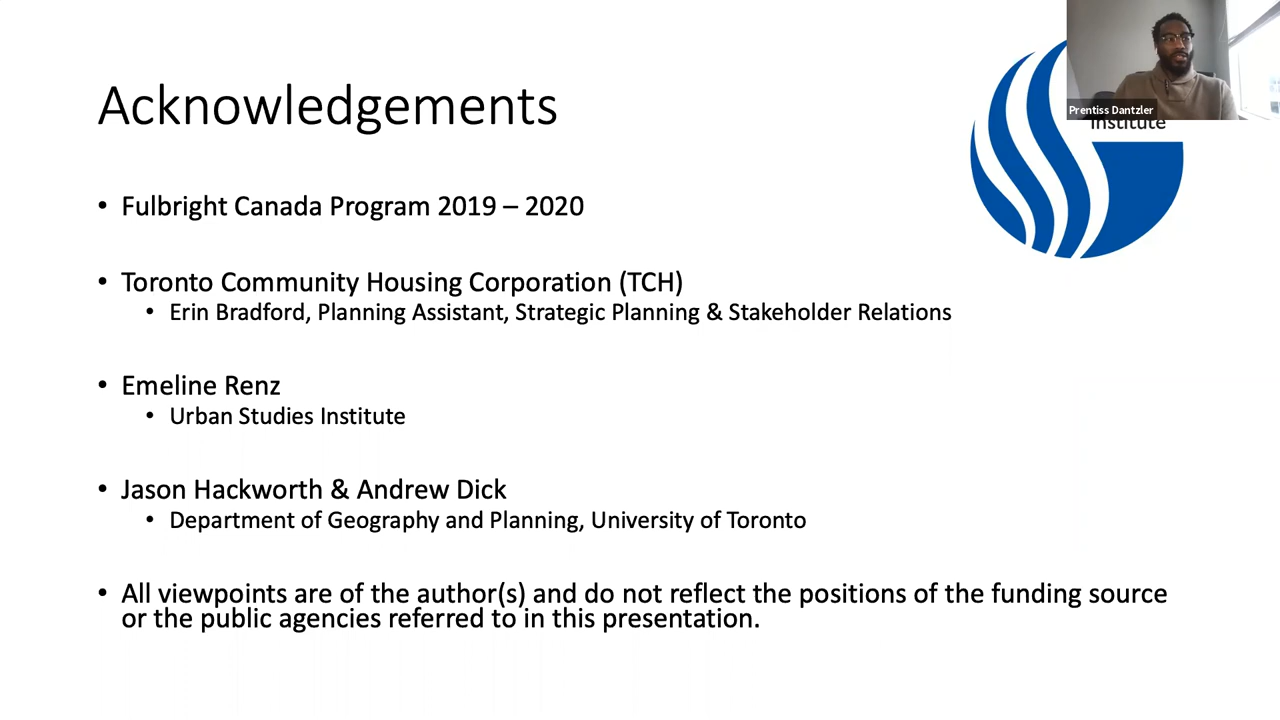 Prentiss Dantzler
Institute
Acknowledgements
• Fulbright Canada Program 2019 – 2020
• Toronto Community Housing Corporation (TCH)
• Erin Bradford, Planning Assistant, Strategic Planning & Stakeholder Relations
• Emeline Renz
• Urban Studies Institute
• Jason Hackworth & Andrew Dick
• Department of Geography and Planning, University of Toronto
• All viewpoints are of the author(s) and do not reflect the positions of the funding source
or the public agencies referred to in this presentation.